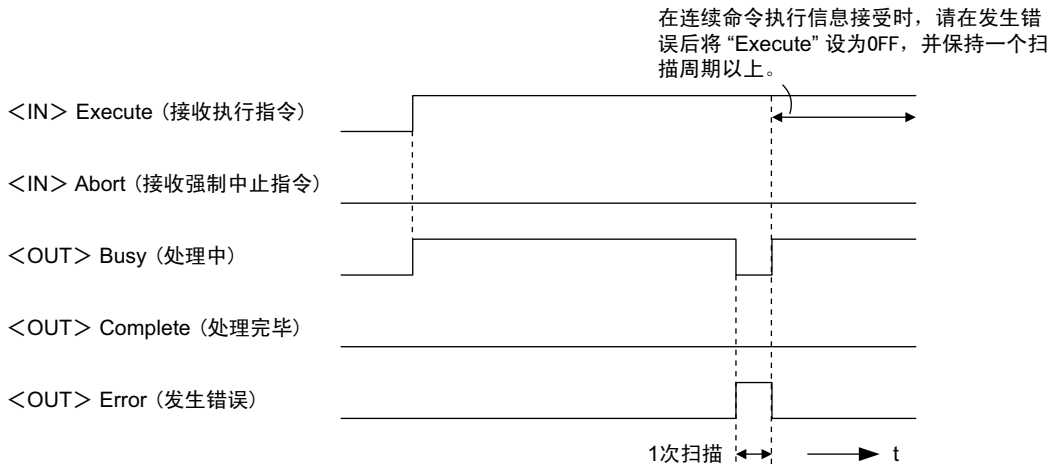 在连续命令执行信息接受时，请在发生错
误后将 “Execute” 设为OFF，并保持一个扫
描周期以上。
＜IN＞ Execute (接收执行指令)
＜IN＞ Abort (接收强制中止指令)
＜OUT＞ Busy (处理中)
＜OUT＞ Complete (处理完毕)
＜OUT＞ Error (发生错误)
1次扫描
t